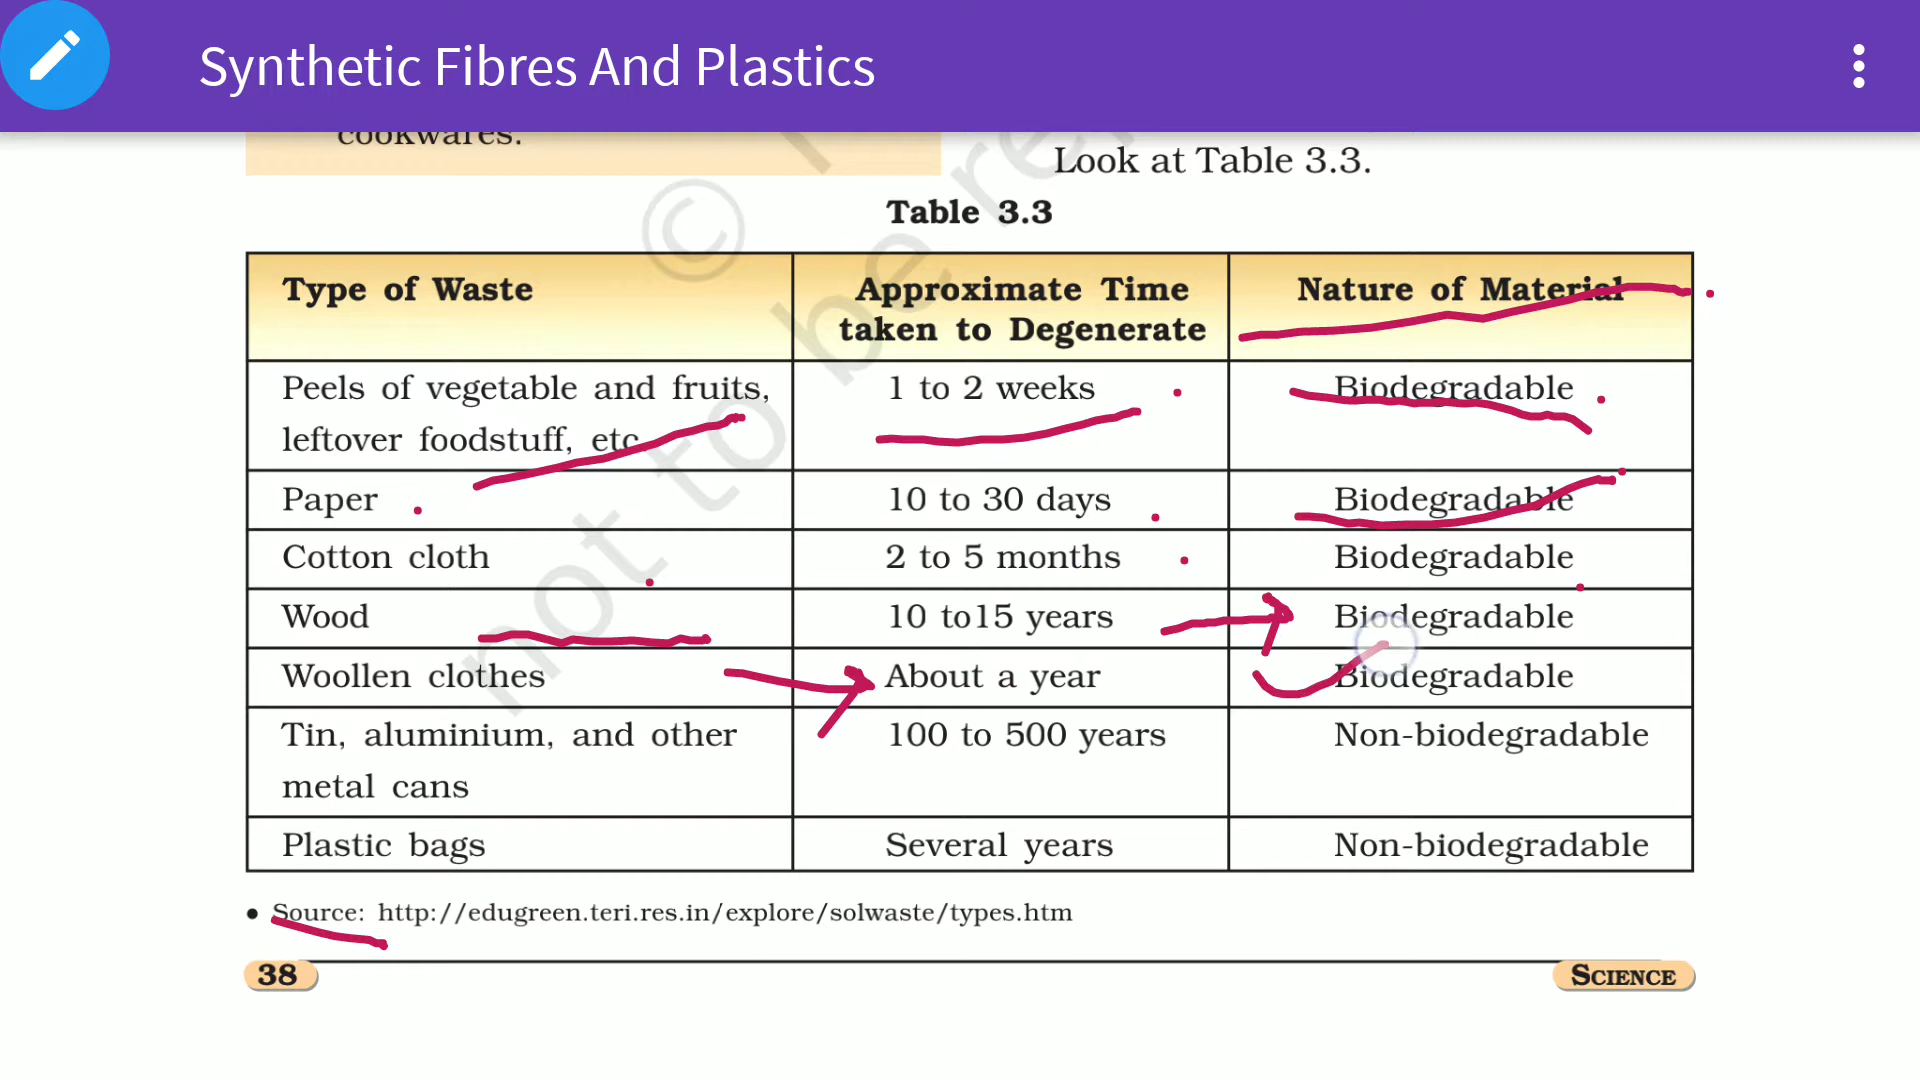 Synthetic Fibres And Plastics
cookwares.
Look at Table 3.3.
Table 3.3
Type of Waste
Approximate Time
taken to Degenerate
Nature of Material
Peels of vegetable and fruits,
leftover foodstuff, etc.
1 to 2 weeks
Biodegradable
Paper
10 to 30 days
Biodegradable
Cotton cloth
2 to 5 months
Biodegradable
Wood
10 to15 years
Biodegradable
Woollen clothes
About a year
Biodegradable
Tin, aluminium, and other
metal cans
100 to 500 years
Non-biodegradable
Plastic bags
Several years
Non-biodegradable
• Source: http://edugreen.teri.res.in/explore/solwaste/types.htm
38
SCIENCE
©
not to be re